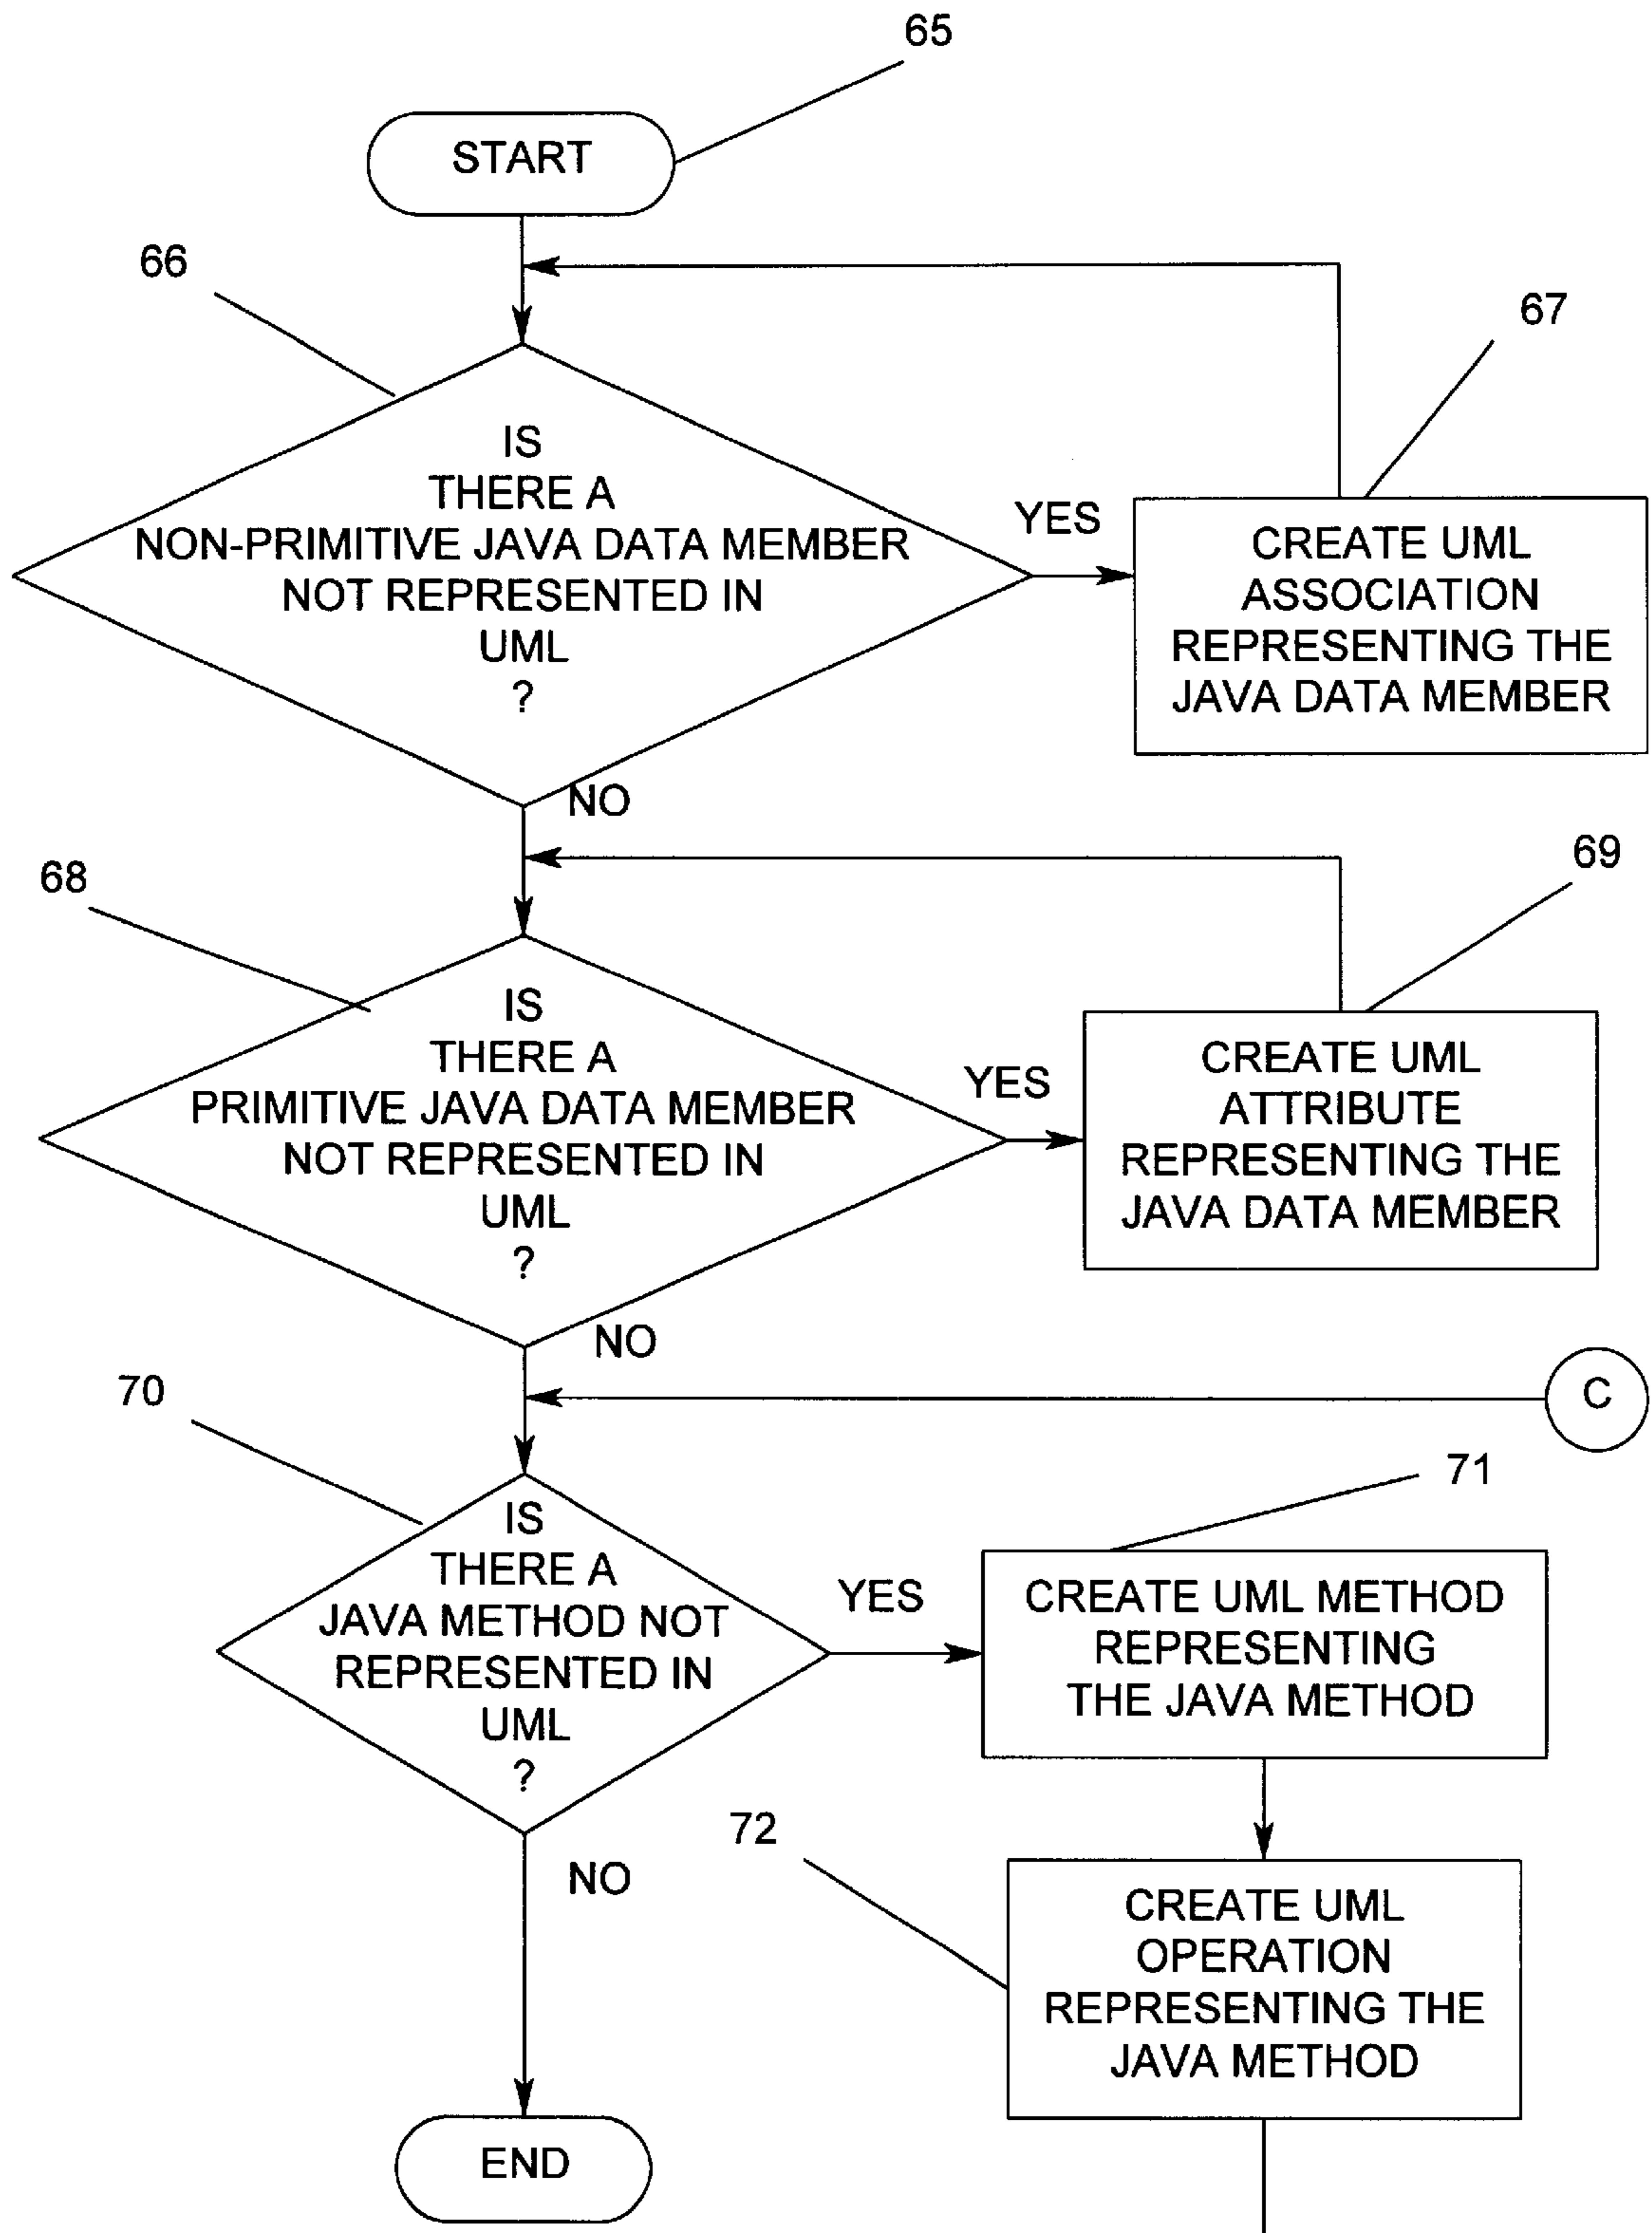 65
START
66
67
IS
THERE A
NON-PRIMITIVE JAVA DATA MEMBER
NOT REPRESENTED IN
UML
?
YES
CREATE UML
ASSOCIATION
REPRESENTING THE
JAVA DATA MEMBER
NO
68
69
IS
THERE A
PRIMITIVE JAVA DATA MEMBER
NOT REPRESENTED IN
UML
?
YES
CREATE UML
ATTRIBUTE
REPRESENTING THE
JAVA DATA MEMBER
NO
C
70
71
IS
THERE A
JAVA METHOD NOT
REPRESENTED IN
UML
?
YES
CREATE UML METHOD
REPRESENTING
THE JAVA METHOD
NO
72
CREATE UML
OPERATION
REPRESENTING THE
JAVA METHOD
END